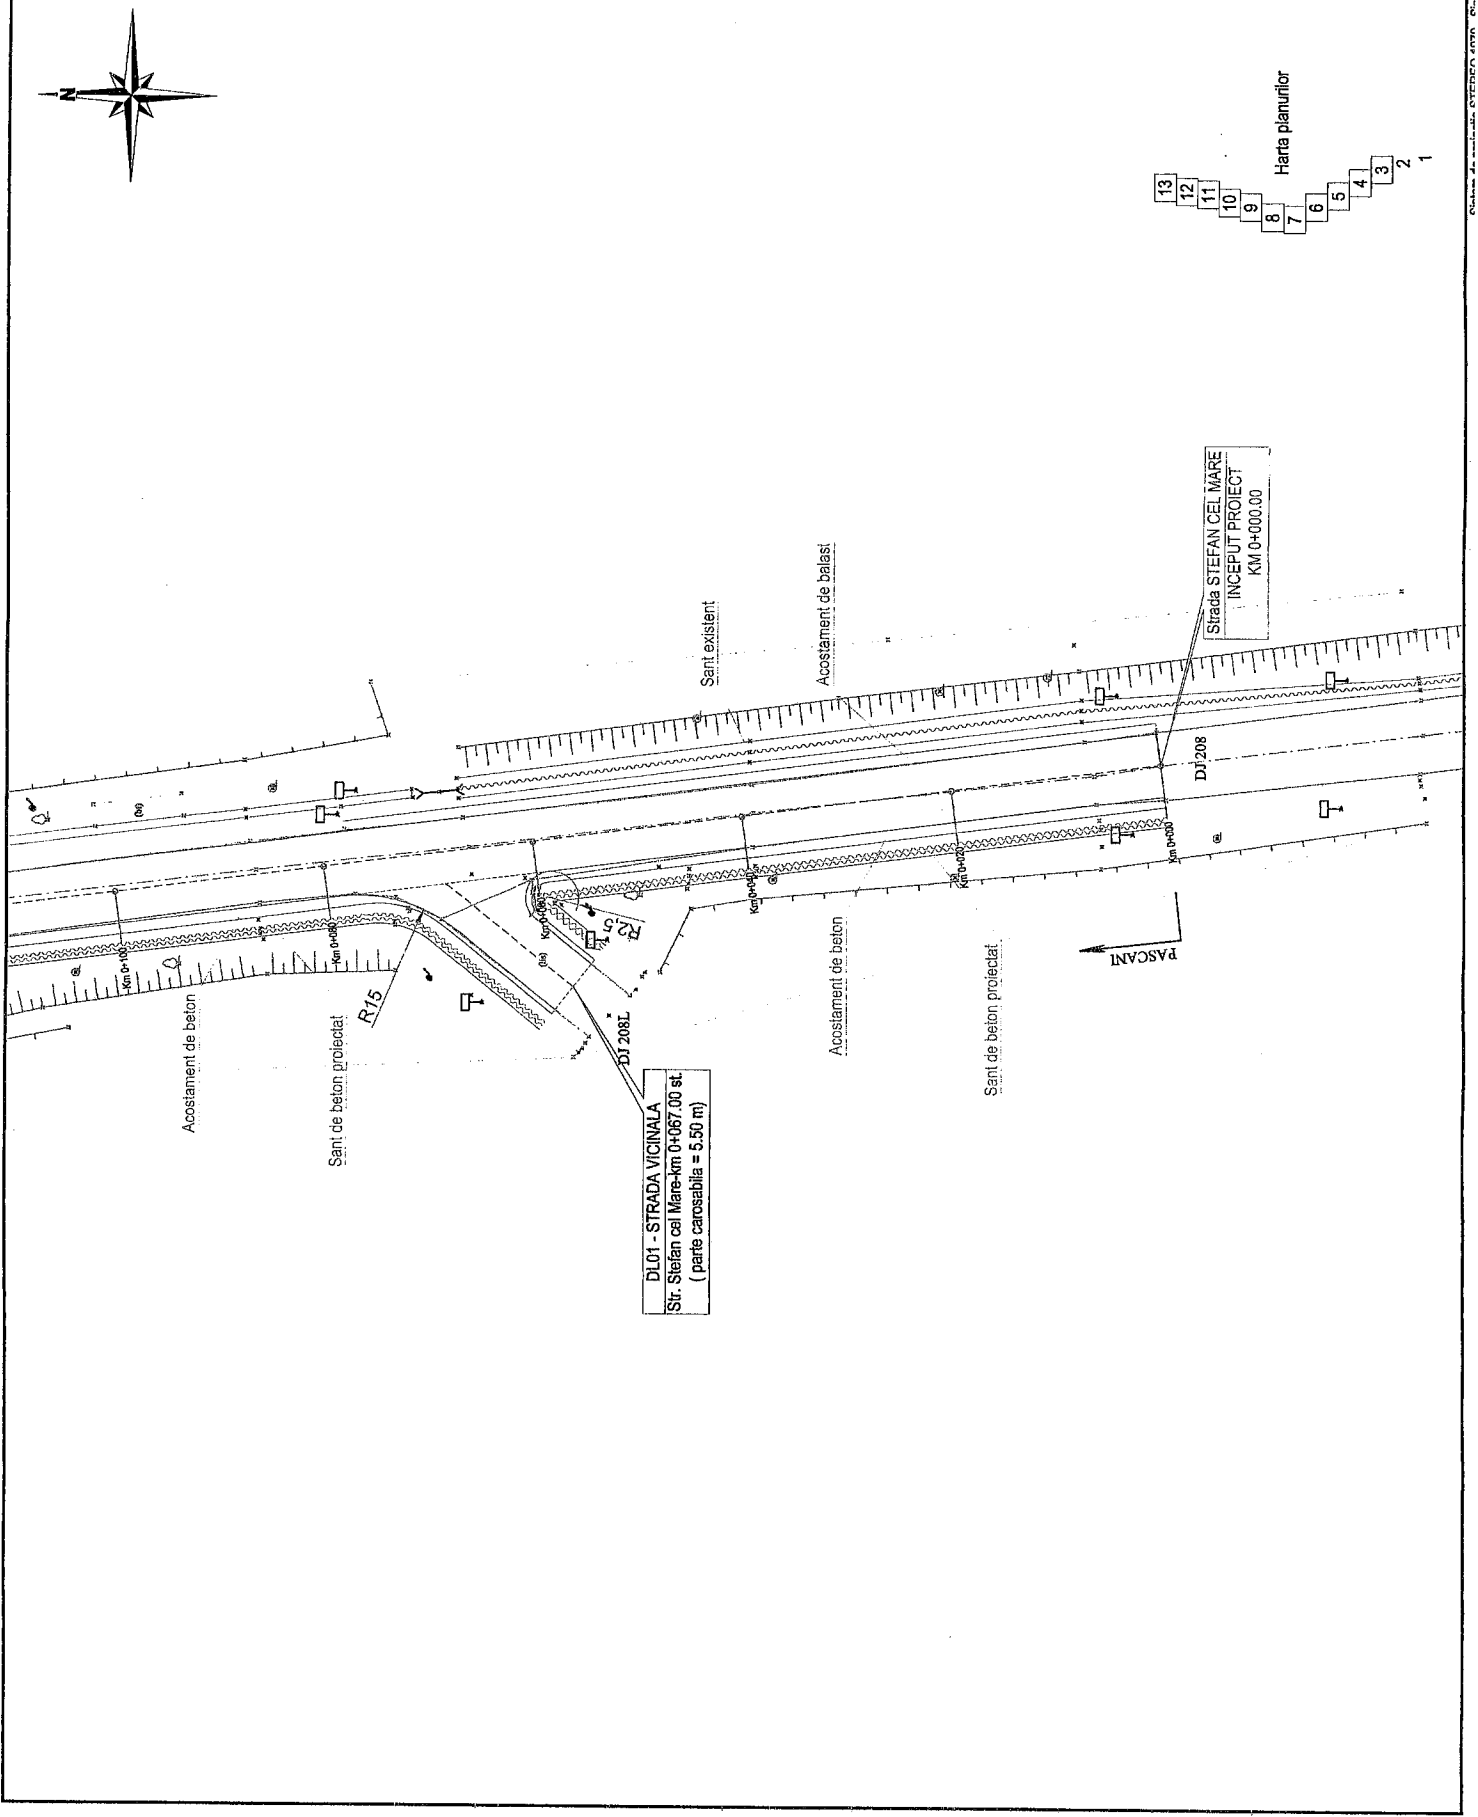 N
Harta planurilor
13
12
11
10
9
8
7
6
5
4
3
2
1
Sant existent
Acostament de balast
Strada STEFAN CEL MARE
INCEPUT PROIECT
KM 0+000.00
DJ 208
Km 0+000
Km 0+020
Km 0+040
Km 0+060
Km 0+080
Km 0+100
R2,5
R15
PASCANI
Acostament de beton
Sant de beton proiectat
Acostament de beton
Sant de beton proiectat
DJ 208L
DL01 - STRADA VICINALA
Str. Stefan cel Mare-km 0+067.00 st.
( parte carosabila = 5.50 m)